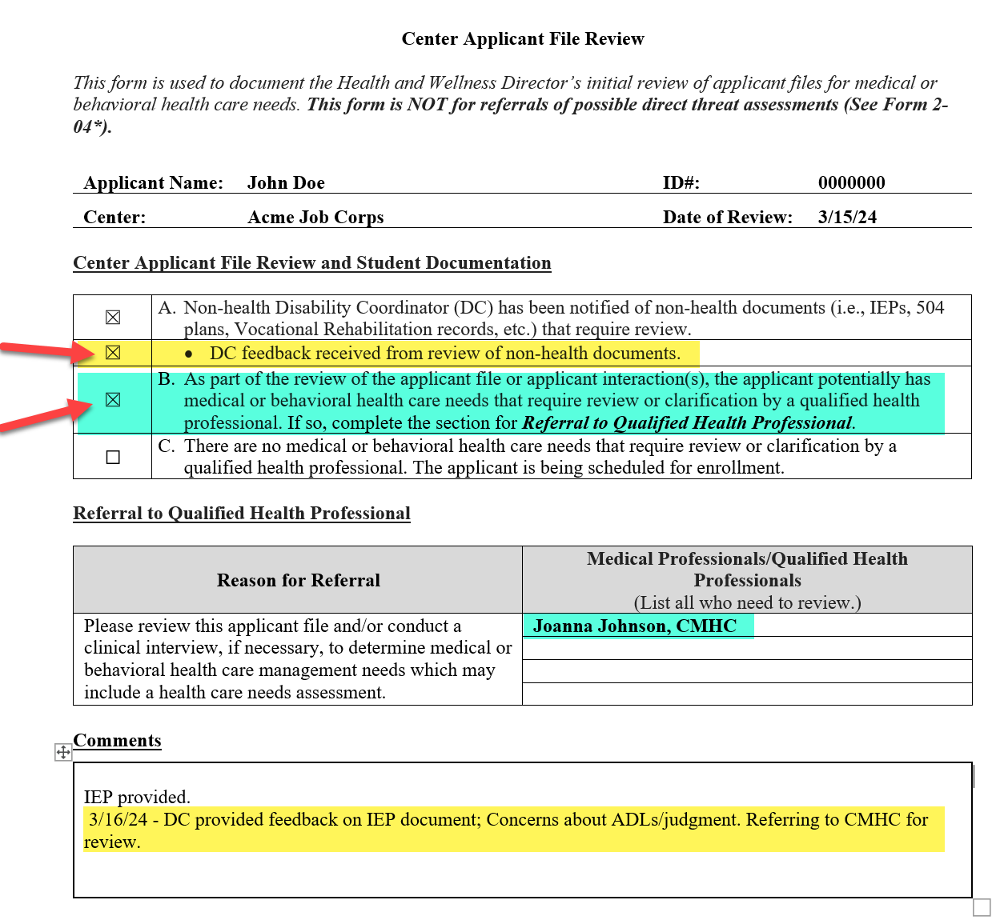 Center Applicant File Review
This form is used to document the Health and Wellness Director's initial review of applicant files for medical or
behavioral health care needs. This form is NOT for referrals of possible direct threat assessments (See Form 2-
04*).
Applicant Name: John Doe ID#: 0000000
Center: Acme Job Corps Date of Review: 3/15/24
Center Applicant File Review and Student Documentation
☒ A. Non-health Disability Coordinator (DC) has been notified of non-health documents (i.e., IEPs, 504
plans, Vocational Rehabilitation records, etc.) that require review.
☒ • DC feedback received from review of non-health documents.
B. As part of the review of the applicant file or applicant interaction(s), the applicant potentially has
☒ medical or behavioral health care needs that require review or clarification by a qualified health
professional. If so, complete the section for Referral to Qualified Health Professional.
☐ C. There are no medical or behavioral health care needs that require review or clarification by a
qualified health professional. The applicant is being scheduled for enrollment.
Referral to Qualified Health Professional
Reason for Referral
Medical Professionals/Qualified Health
Professionals
(List all who need to review.)
Please review this applicant file and/or conduct a
clinical interview, if necessary, to determine medical or
behavioral health care management needs which may
include a health care needs assessment.
Joanna Johnson, CMHC
Comments
IEP provided.
3/16/24 - DC provided feedback on IEP document; Concerns about ADLs/judgment. Referring to CMHC for
review.